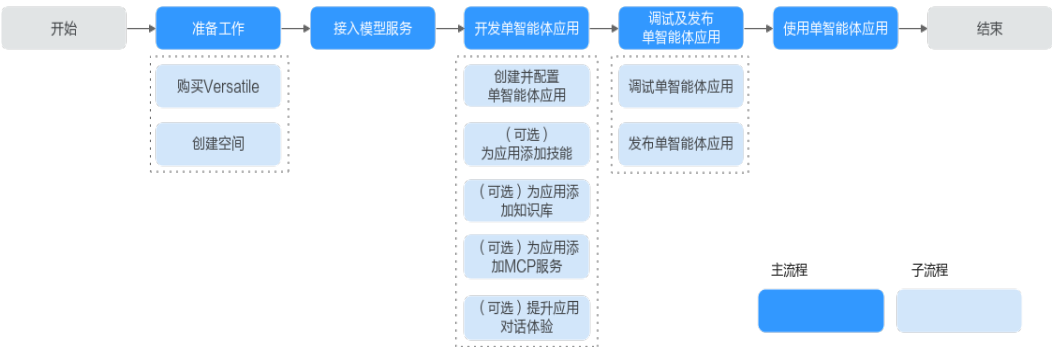 开始
准备工作
接入模型服务
开发单智能体应用
调试及发布
单智能体应用
使用单智能体应用
结束
购买Versatile
创建空间
创建并配置
单智能体应用
（可选）
为应用添加技能
（可选）为应用添
加知识库
（可选）为应用添
加MCP服务
（可选）提升应用
对话体验
调试单智能体应用
发布单智能体应用
主流程
子流程